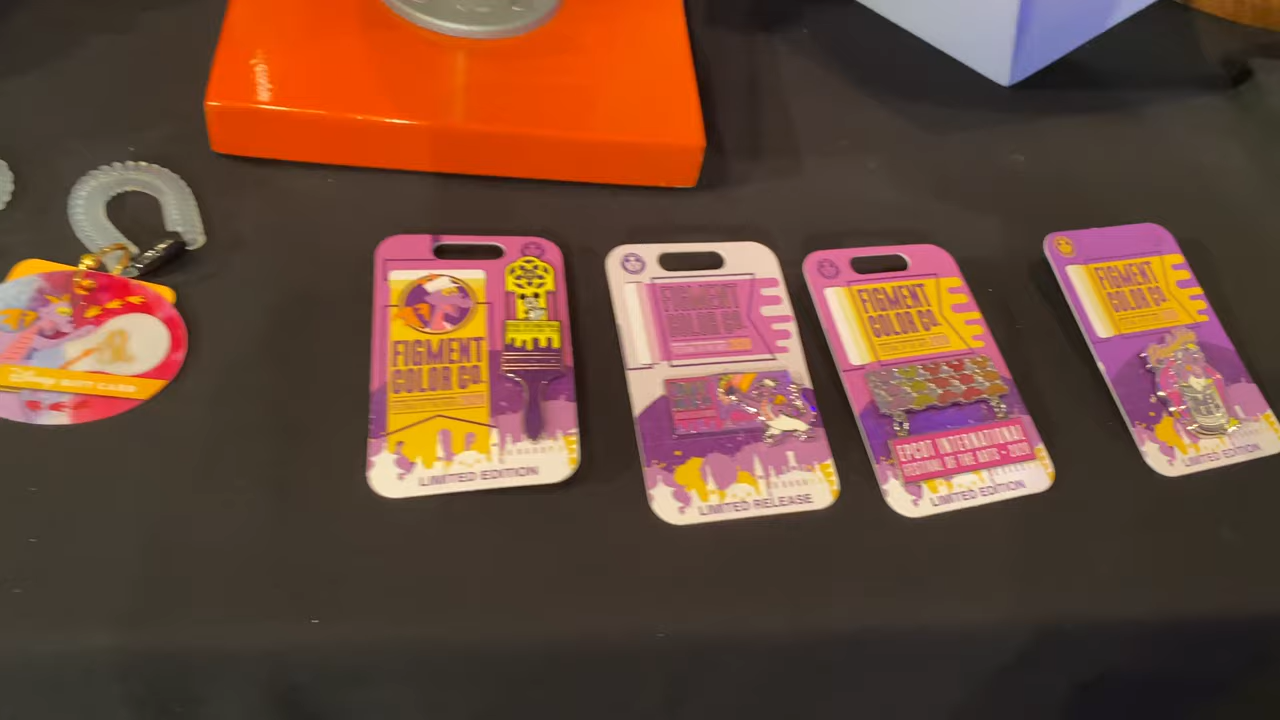 Disney GIFT CARD
FIGMENT
COLOR Co.
LIMITED EDITION
FIGMENT
COLOR Co.
LIMITED RELEASE
FIGMENT
COLOR Co.
EPCOT INTERNATIONAL
FESTIVAL OF THE ARTS - 2020
LIMITED EDITION
FIGMENT
COLOR Co.
LIMITED EDITION